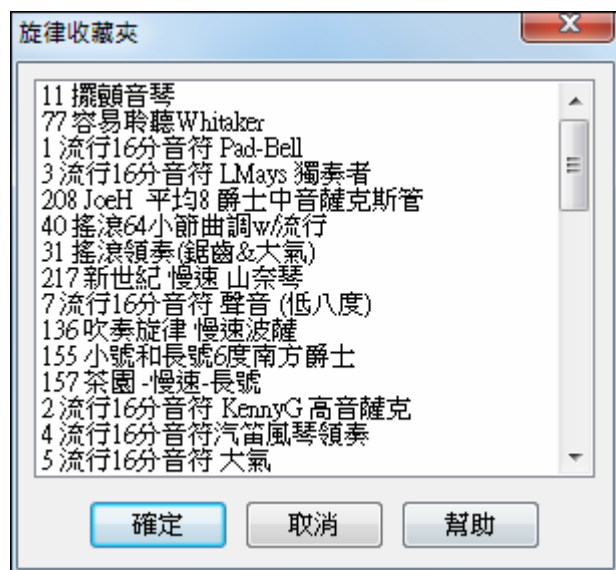 旋律收藏夾
11 擺顫音琴
77 容易聆聽Whitaker
1 流行16分音符 Pad-Bell
3 流行16分音符 LMays 獨奏者
208 JoeH 平均8 爵士中音薩克斯管
40 搖滾64小節曲調w/流行
31 搖滾領奏(鋸齒&大氣)
217 新世紀 慢速 山奈琴
7 流行16分音符 聲音 (低八度)
136 吹奏旋律 慢速波薩
155 小號和長號6度南方爵士
157 茶園 -慢速-長號
2 流行16分音符 KennyG 高音薩克
4 流行16分音符汽笛風琴領奏
5 流行16分音符 大氣
確定
取消
幫助